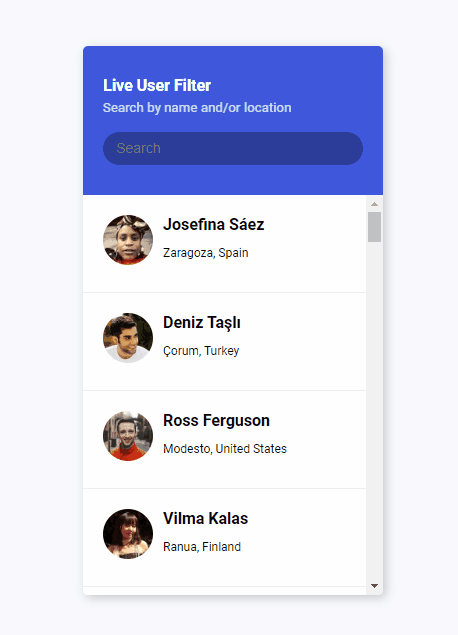 Live User Filter
Search by name and/or location
Search
Josefina Sáez
Zaragoza, Spain
Deniz Taşlı
Çorum, Turkey
Ross Ferguson
Modesto, United States
Vilma Kalas
Ranua, Finland